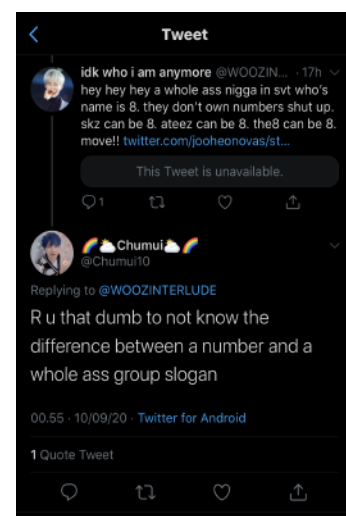 Tweet
idk who i am anymore @WOOZIN... · 17h
hey hey hey a whole ass nigga in svt who's
name is 8. they don't own numbers shut up.
skz can be 8. ateez can be 8. the8 can be 8.
move!! twitter.com/jooheonovas/st...
This Tweet is unavailable.
1
🌈🌥Chumui🌥🌈
@Chumui10
Replying to @WOOZINTERLUDE
R u that dumb to not know the
difference between a number and a
whole ass group slogan
00.55 · 10/09/20 · Twitter for Android
1 Quote Tweet